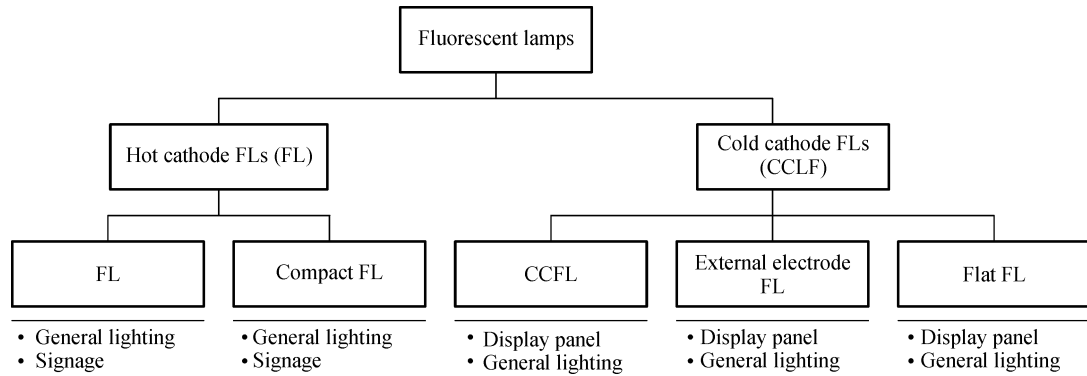 Fluorescent lamps
Hot cathode FLs (FL)
Cold cathode FLs
(CCLF)
FL
Compact FL
CCFL
External electrode
FL
Flat FL
• General lighting
• Signage
• General lighting
• Signage
• Display panel
• General lighting
• Display panel
• General lighting
• Display panel
• General lighting